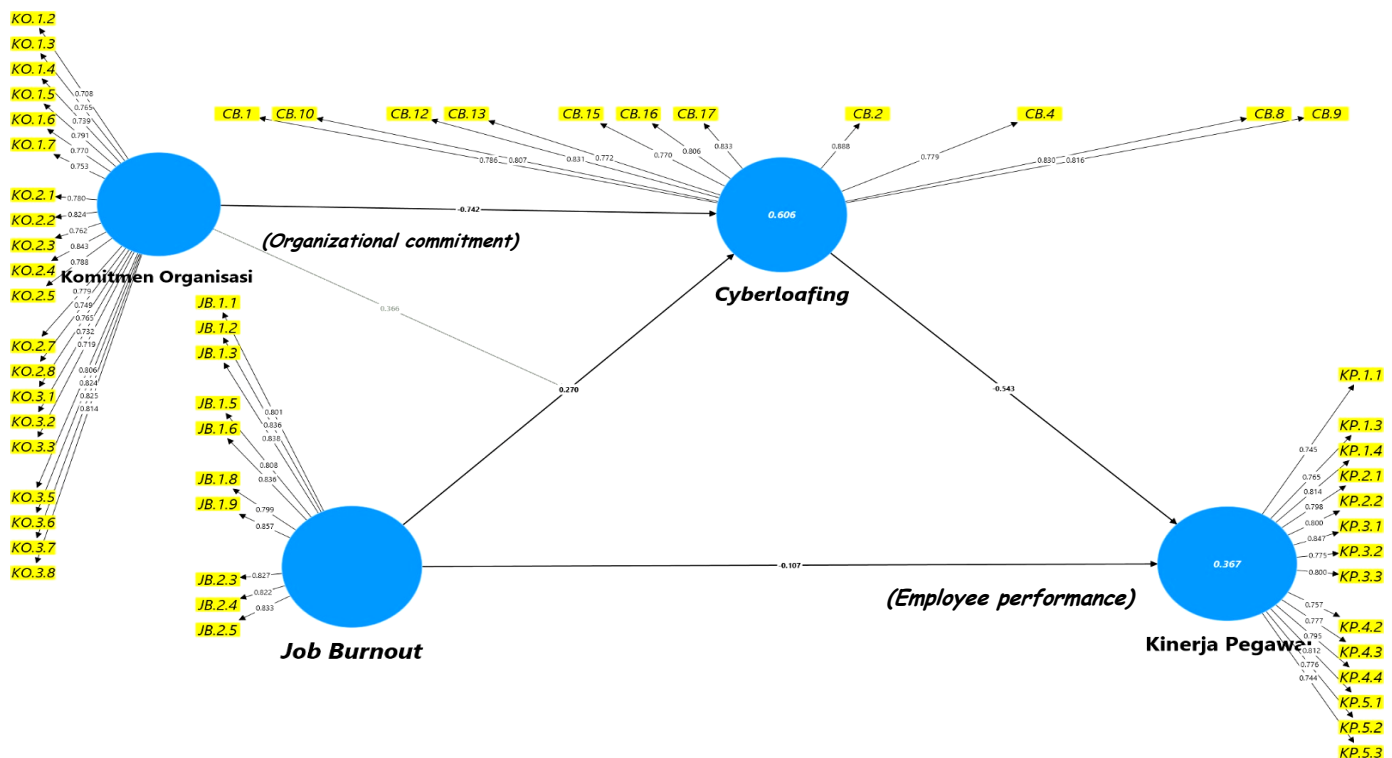 KO.1.2
KO.1.3
KO.1.4
KO.1.5
KO.1.6
KO.1.7
KO.2.1
KO.2.2
KO.2.3
KO.2.4
KO.2.5
KO.2.7
KO.2.8
KO.3.1
KO.3.2
KO.3.3
KO.3.5
KO.3.6
KO.3.7
KO.3.8
0.708
0.765
0.739
0.791
0.770
0.753
0.780
0.824
0.762
0.843
0.788
0.779
0.749
0.765
0.732
0.719
0.806
0.824
0.825
0.814
Komitmen Organisasi
(Organizational commitment)
-0.742
0.366
CB.1 CB.10 CB.12 CB.13 CB.15 CB.16 CB.17 CB.2 CB.4 CB.8 CB.9
0.786 0.807 0.831 0.772 0.770 0.806 0.833 0.888 0.779 0.830 0.816
0.606
Cyberloafing
JB.1.1
JB.1.2
JB.1.3
JB.1.5
JB.1.6
JB.1.8
JB.1.9
JB.2.3
JB.2.4
JB.2.5
0.801
0.836
0.838
0.808
0.836
0.799
0.857
0.827
0.822
0.833
Job Burnout
0.270
-0.543
-0.107
(Employee performance)
0.367
Kinerja Pegawai
KP.1.1
KP.1.3
KP.1.4
KP.2.1
KP.2.2
KP.3.1
KP.3.2
KP.3.3
KP.4.2
KP.4.3
KP.4.4
KP.5.1
KP.5.2
KP.5.3
0.745
0.765
0.814
0.798
0.800
0.847
0.775
0.800
0.757
0.777
0.795
0.812
0.776
0.744